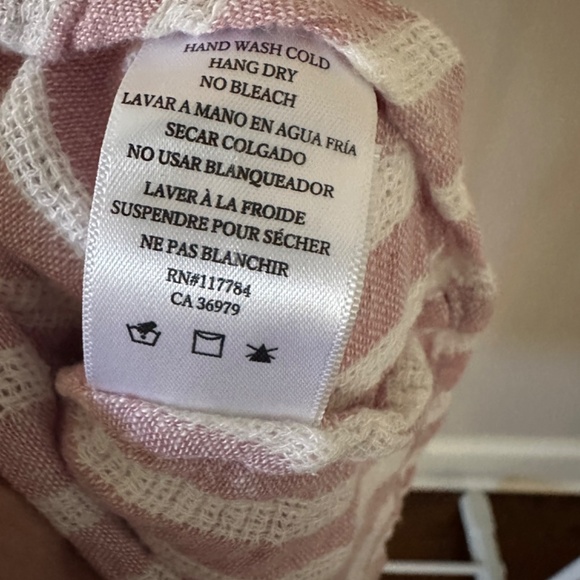 HAND WASH COLD
HANG DRY
NO BLEACH
LAVAR A MANO EN AGUA FRÍA
SECAR COLGADO
NO USAR BLANQUEADOR
LAVER À LA FROIDE
SUSPENDRE POUR SÉCHER
NE PAS BLANCHIR
RN#117784
CA 36979